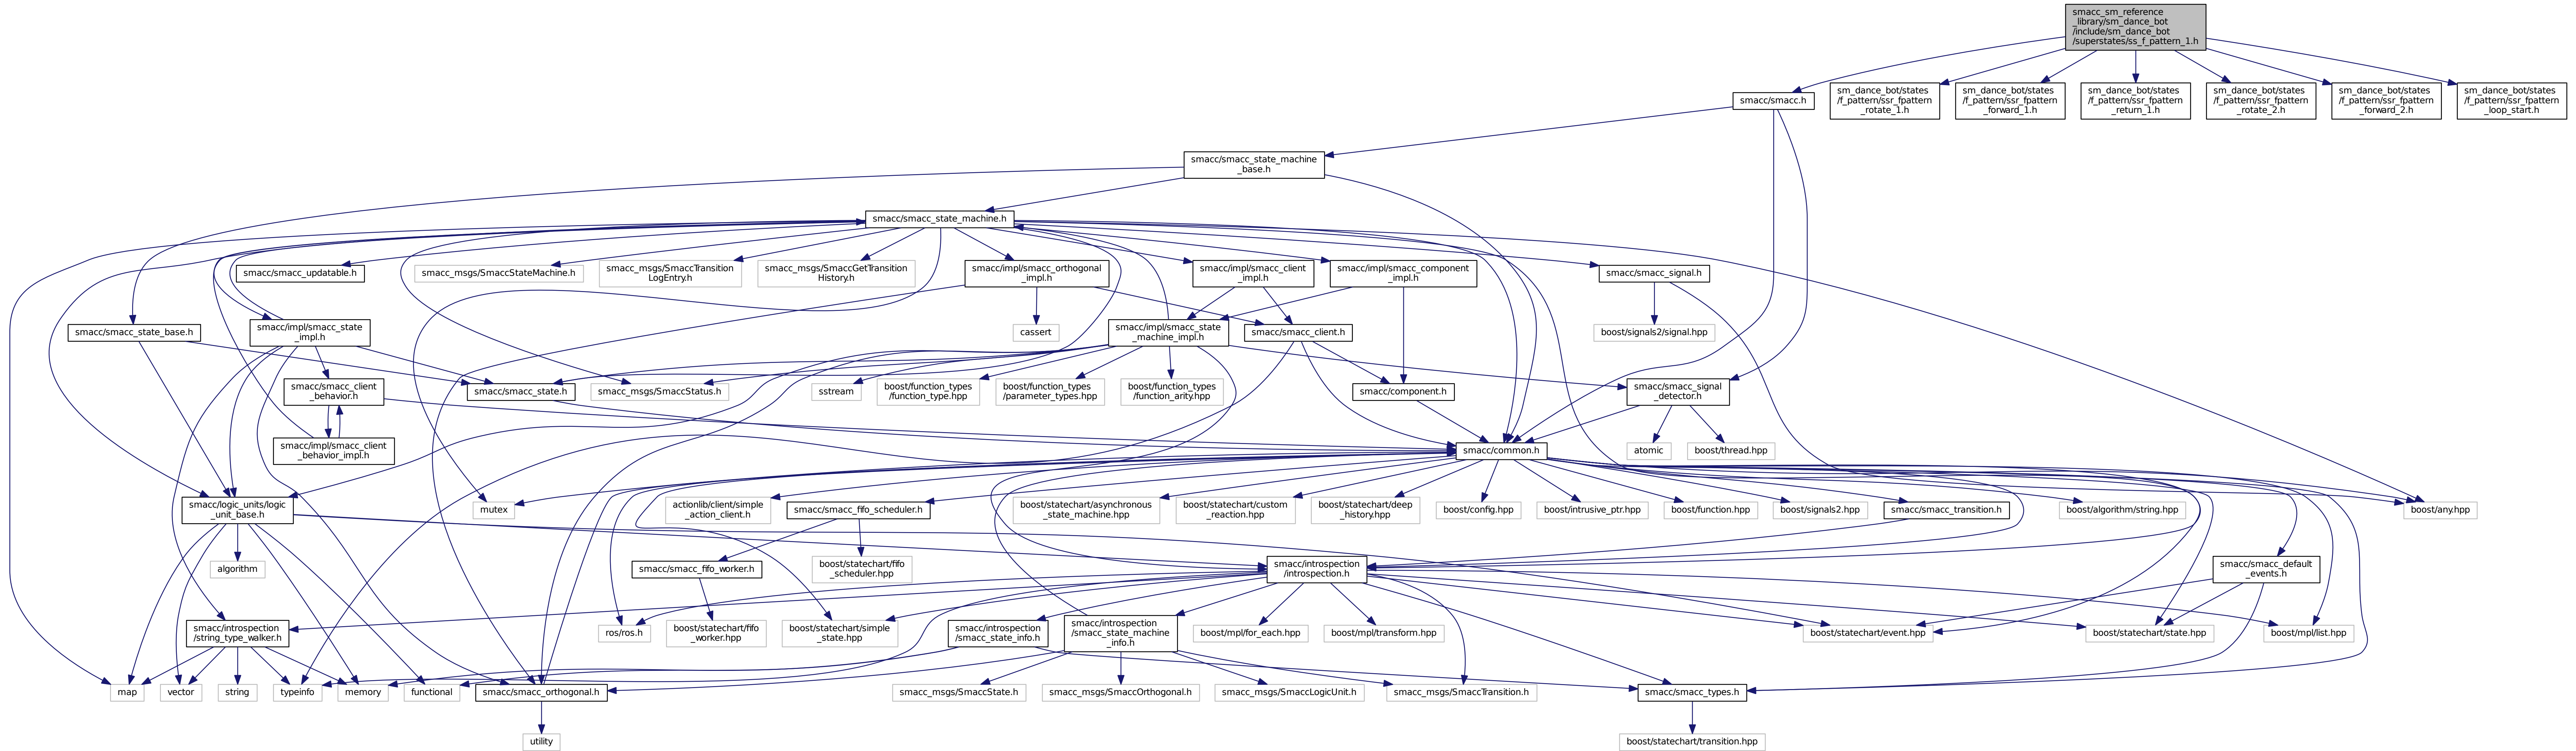 smacc_sm_reference
_library/sm_dance_bot
/include/sm_dance_bot
/superstates/ss_f_pattern_1.h
smacc/smacc.h
sm_dance_bot/states
/f_pattern/ssr_fpattern
_rotate_1.h
sm_dance_bot/states
/f_pattern/ssr_fpattern
_forward_1.h
sm_dance_bot/states
/f_pattern/ssr_fpattern
_return_1.h
sm_dance_bot/states
/f_pattern/ssr_fpattern
_rotate_2.h
sm_dance_bot/states
/f_pattern/ssr_fpattern
_forward_2.h
sm_dance_bot/states
/f_pattern/ssr_fpattern
_loop_start.h
smacc/smacc_state_machine
_base.h
smacc/smacc_state_machine.h
smacc/smacc_updatable.h
smacc_msgs/SmaccStateMachine.h
smacc_msgs/SmaccTransition
LogEntry.h
smacc_msgs/SmaccGetTransition
History.h
smacc/impl/smacc_orthogonal
_impl.h
smacc/impl/smacc_client
_impl.h
smacc/impl/smacc_component
_impl.h
smacc/smacc_signal.h
smacc/smacc_state_base.h
smacc/impl/smacc_state
_impl.h
cassert
smacc/impl/smacc_state
_machine_impl.h
smacc/smacc_client.h
boost/signals2/signal.hpp
smacc/smacc_client
_behavior.h
smacc/smacc_state.h
smacc_msgs/SmaccStatus.h
sstream
boost/function_types
/function_type.hpp
boost/function_types
/parameter_types.hpp
boost/function_types
/function_arity.hpp
smacc/component.h
smacc/smacc_signal
_detector.h
smacc/impl/smacc_client
_behavior_impl.h
smacc/common.h
atomic
boost/thread.hpp
smacc/logic_units/logic
_unit_base.h
mutex
actionlib/client/simple
_action_client.h
smacc/smacc_fifo_scheduler.h
boost/statechart/asynchronous
_state_machine.hpp
boost/statechart/custom
_reaction.hpp
boost/statechart/deep
_history.hpp
boost/config.hpp
boost/intrusive_ptr.hpp
boost/function.hpp
boost/signals2.hpp
smacc/smacc_transition.h
boost/algorithm/string.hpp
boost/any.hpp
algorithm
smacc/smacc_fifo_worker.h
boost/statechart/fifo
_scheduler.hpp
smacc/introspection
/introspection.h
smacc/smacc_default
_events.h
smacc/introspection
/string_type_walker.h
ros/ros.h
boost/statechart/fifo
_worker.hpp
boost/statechart/simple
_state.hpp
smacc/introspection
/smacc_state_info.h
smacc/introspection
/smacc_state_machine
_info.h
boost/mpl/for_each.hpp
boost/mpl/transform.hpp
boost/statechart/event.hpp
boost/statechart/state.hpp
boost/mpl/list.hpp
map
vector
string
typeinfo
memory
functional
smacc/smacc_orthogonal.h
smacc_msgs/SmaccState.h
smacc_msgs/SmaccOrthogonal.h
smacc_msgs/SmaccLogicUnit.h
smacc_msgs/SmaccTransition.h
smacc/smacc_types.h
utility
boost/statechart/transition.hpp